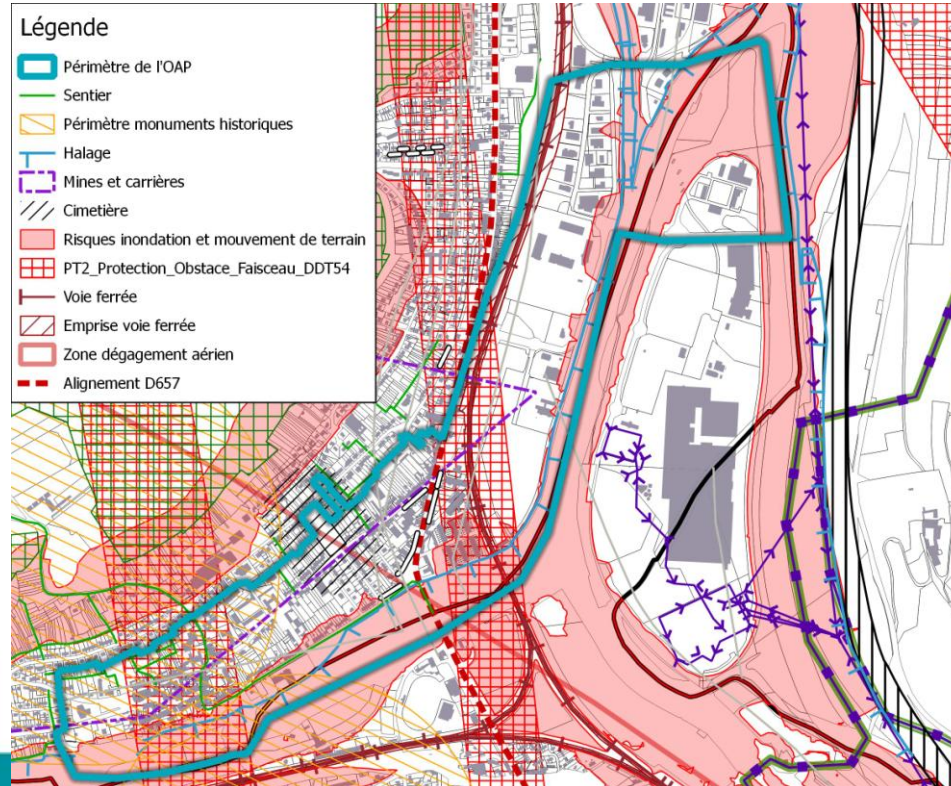 Légende
Périmètre de l'OAP
Sentier
Périmètre monuments historiques
Halage
Mines et carrières
Cimetière
Risques inondation et mouvement de terrain
PT2_Protection_Obstace_Faisceau_DDT54
Voie ferrée
Emprise voie ferrée
Zone dégagement aérien
Alignement D657